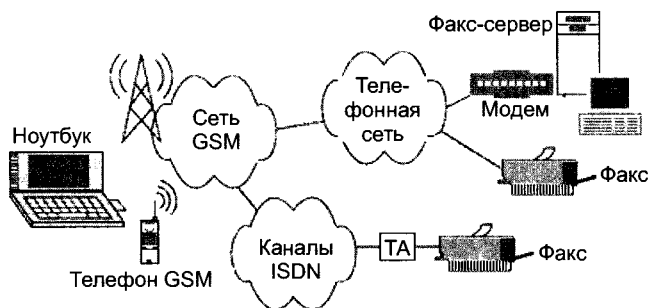 Факс-сервер
Теле-
фонная
сеть
Модем
Сеть
GSM
Ноутбук
Факс
Телефон GSM
Каналы
ISDN
TA
Факс